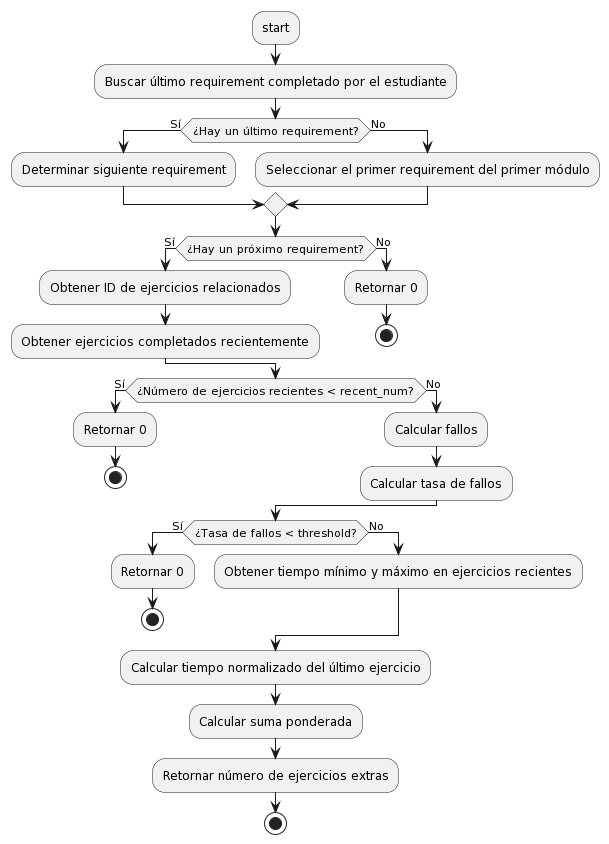 start
Buscar último requirement completado por el estudiante
¿Hay un último requirement?
Sí
No
Determinar siguiente requirement
Seleccionar el primer requirement del primer módulo
¿Hay un próximo requirement?
Sí
No
Obtener ID de ejercicios relacionados
Retornar 0
Obtener ejercicios completados recientemente
¿Número de ejercicios recientes < recent_num?
Sí
No
Retornar 0
Calcular fallos
Calcular tasa de fallos
¿Tasa de fallos < threshold?
Sí
No
Retornar 0
Obtener tiempo mínimo y máximo en ejercicios recientes
Calcular tiempo normalizado del último ejercicio
Calcular suma ponderada
Retornar número de ejercicios extras